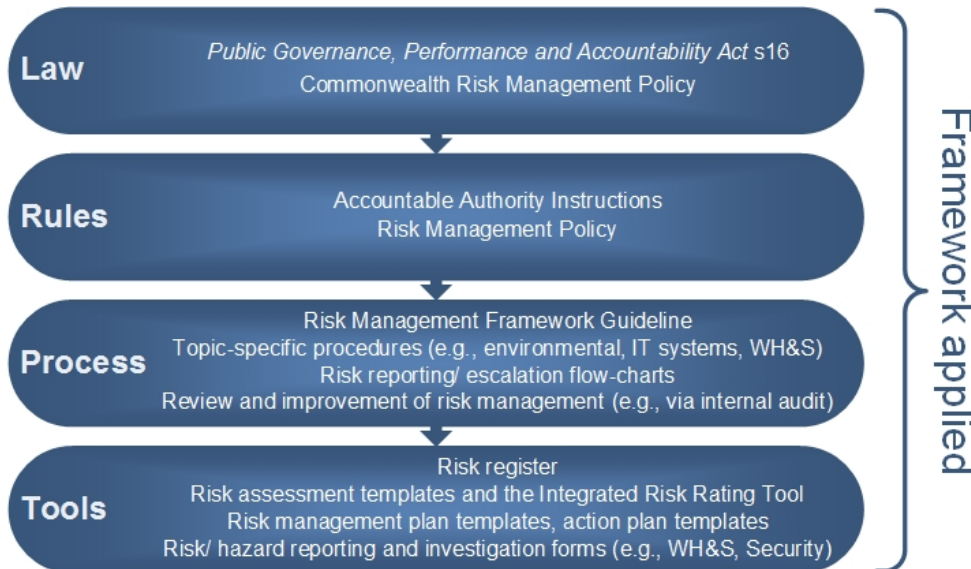 Law
Public Governance, Performance and Accountability Act s16
Commonwealth Risk Management Policy
Rules
Accountable Authority Instructions
Risk Management Policy
Process
Risk Management Framework Guideline
Topic-specific procedures (e.g., environmental, IT systems, WH&S)
Risk reporting/ escalation flow-charts
Review and improvement of risk management (e.g., via internal audit)
Tools
Risk register
Risk assessment templates and the Integrated Risk Rating Tool
Risk management plan templates, action plan templates
Risk/ hazard reporting and investigation forms (e.g., WH&S, Security)
Framework applied